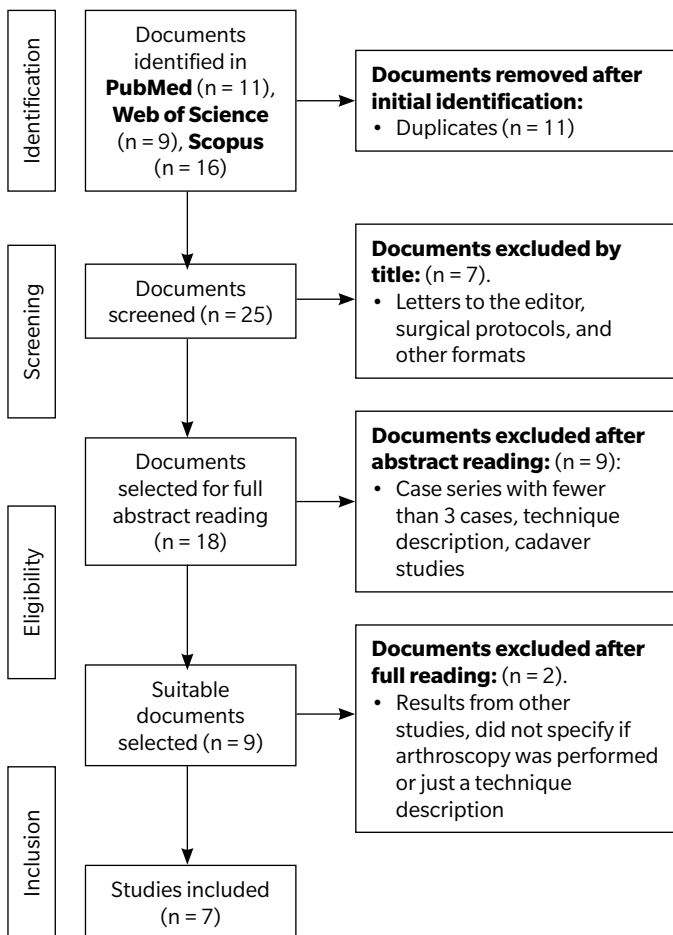 Identification
Documents
identified in
PubMed (n = 11),
Web of Science
(n = 9), Scopus
(n = 16)
Documents removed after
initial identification:
• Duplicates (n = 11)
Screening
Documents
screened (n = 25)
Documents excluded by
title: (n = 7).
• Letters to the editor,
surgical protocols, and
other formats
Eligibility
Documents
selected for full
abstract reading
(n = 18)
Documents excluded after
abstract reading: (n = 9):
• Case series with fewer
than 3 cases, technique
description, cadaver
studies
Suitable
documents
selected (n = 9)
Documents excluded after
full reading: (n = 2).
• Results from other
studies, did not specify if
arthroscopy was performed
or just a technique
description
Inclusion
Studies included
(n = 7)